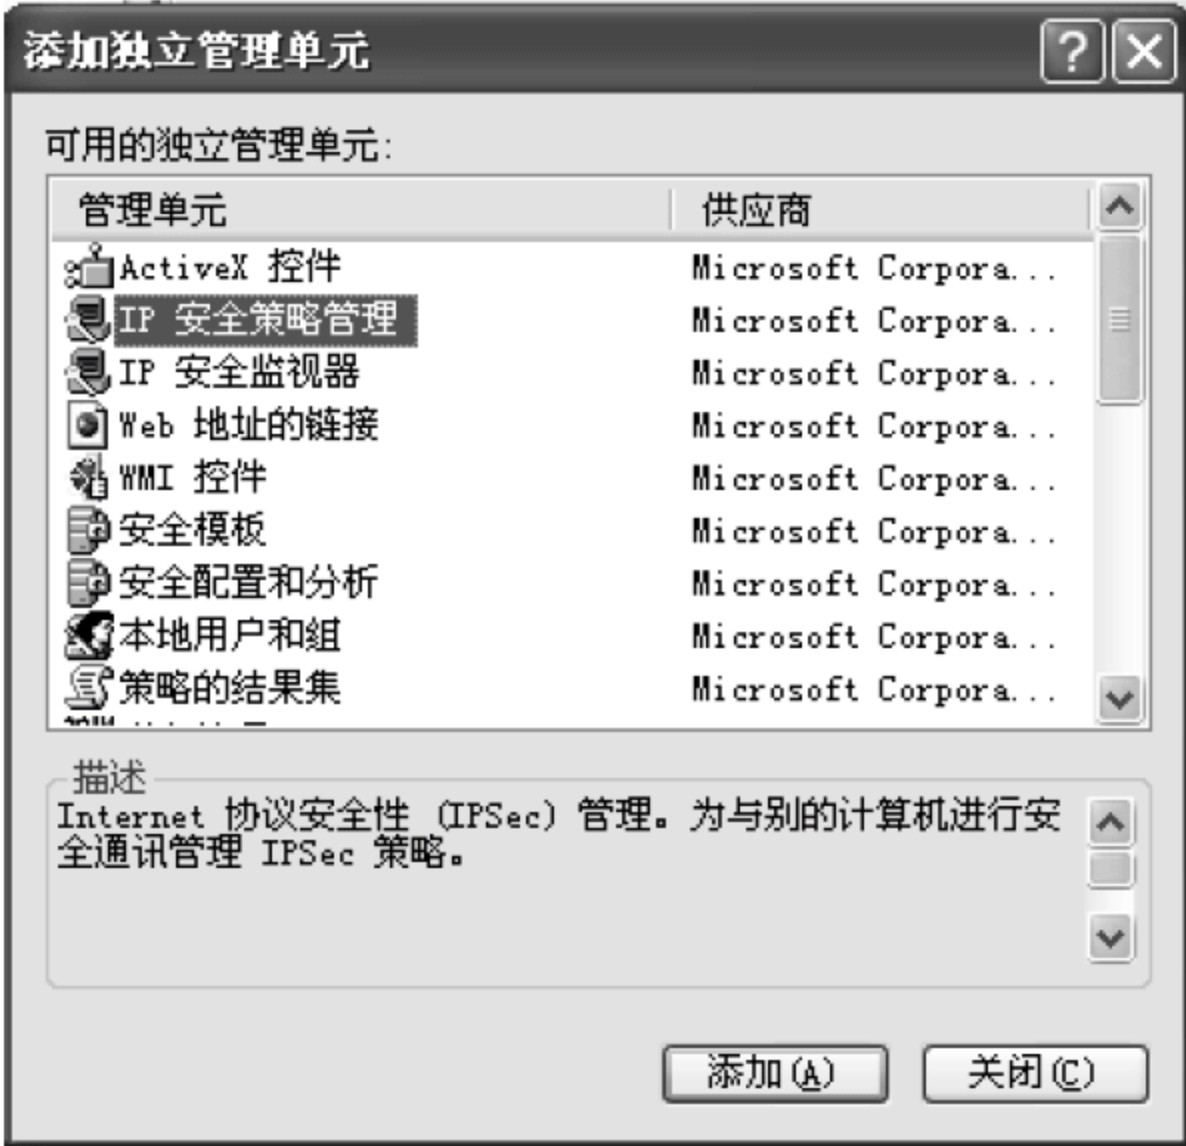 添加独立管理单元
可用的独立管理单元:
管理单元 供应商
ActiveX 控件 Microsoft Corpora...
IP 安全策略管理 Microsoft Corpora...
IP 安全监视器 Microsoft Corpora...
Web 地址的链接 Microsoft Corpora...
WMI 控件 Microsoft Corpora...
安全模板 Microsoft Corpora...
安全配置和分析 Microsoft Corpora...
本地用户和组 Microsoft Corpora...
策略的结果集 Microsoft Corpora...
描述
Internet 协议安全性 (IPSec) 管理。为与别的计算机进行安
全通讯管理 IPSec 策略。
添加(A) 关闭(C)